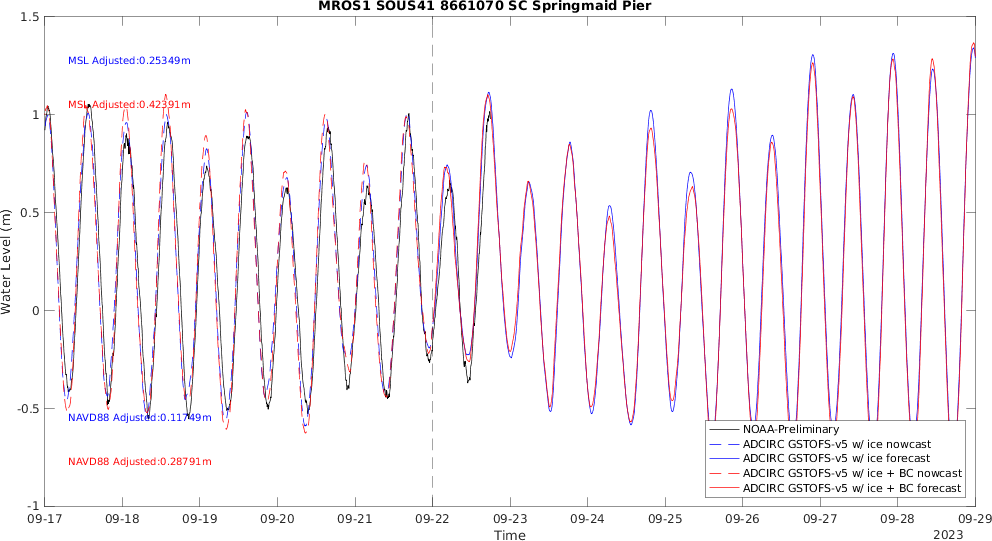 MROS1 SOUS41 8661070 SC Springmaid Pier
1.5
1
0.5
0
-0.5
-1
Water Level (m)
MSL Adjusted:0.25349m
MSL Adjusted:0.42391m
NAVD88 Adjusted:0.11749m
NAVD88 Adjusted:0.28791m
NOAA-Preliminary
ADCIRC GSTOFS-v5 w/ ice nowcast
ADCIRC GSTOFS-v5 w/ ice forecast
ADCIRC GSTOFS-v5 w/ ice + BC nowcast
ADCIRC GSTOFS-v5 w/ ice + BC forecast
09-17 09-18 09-19 09-20 09-21 09-22 09-23 09-24 09-25 09-26 09-27 09-28 09-29
Time
2023